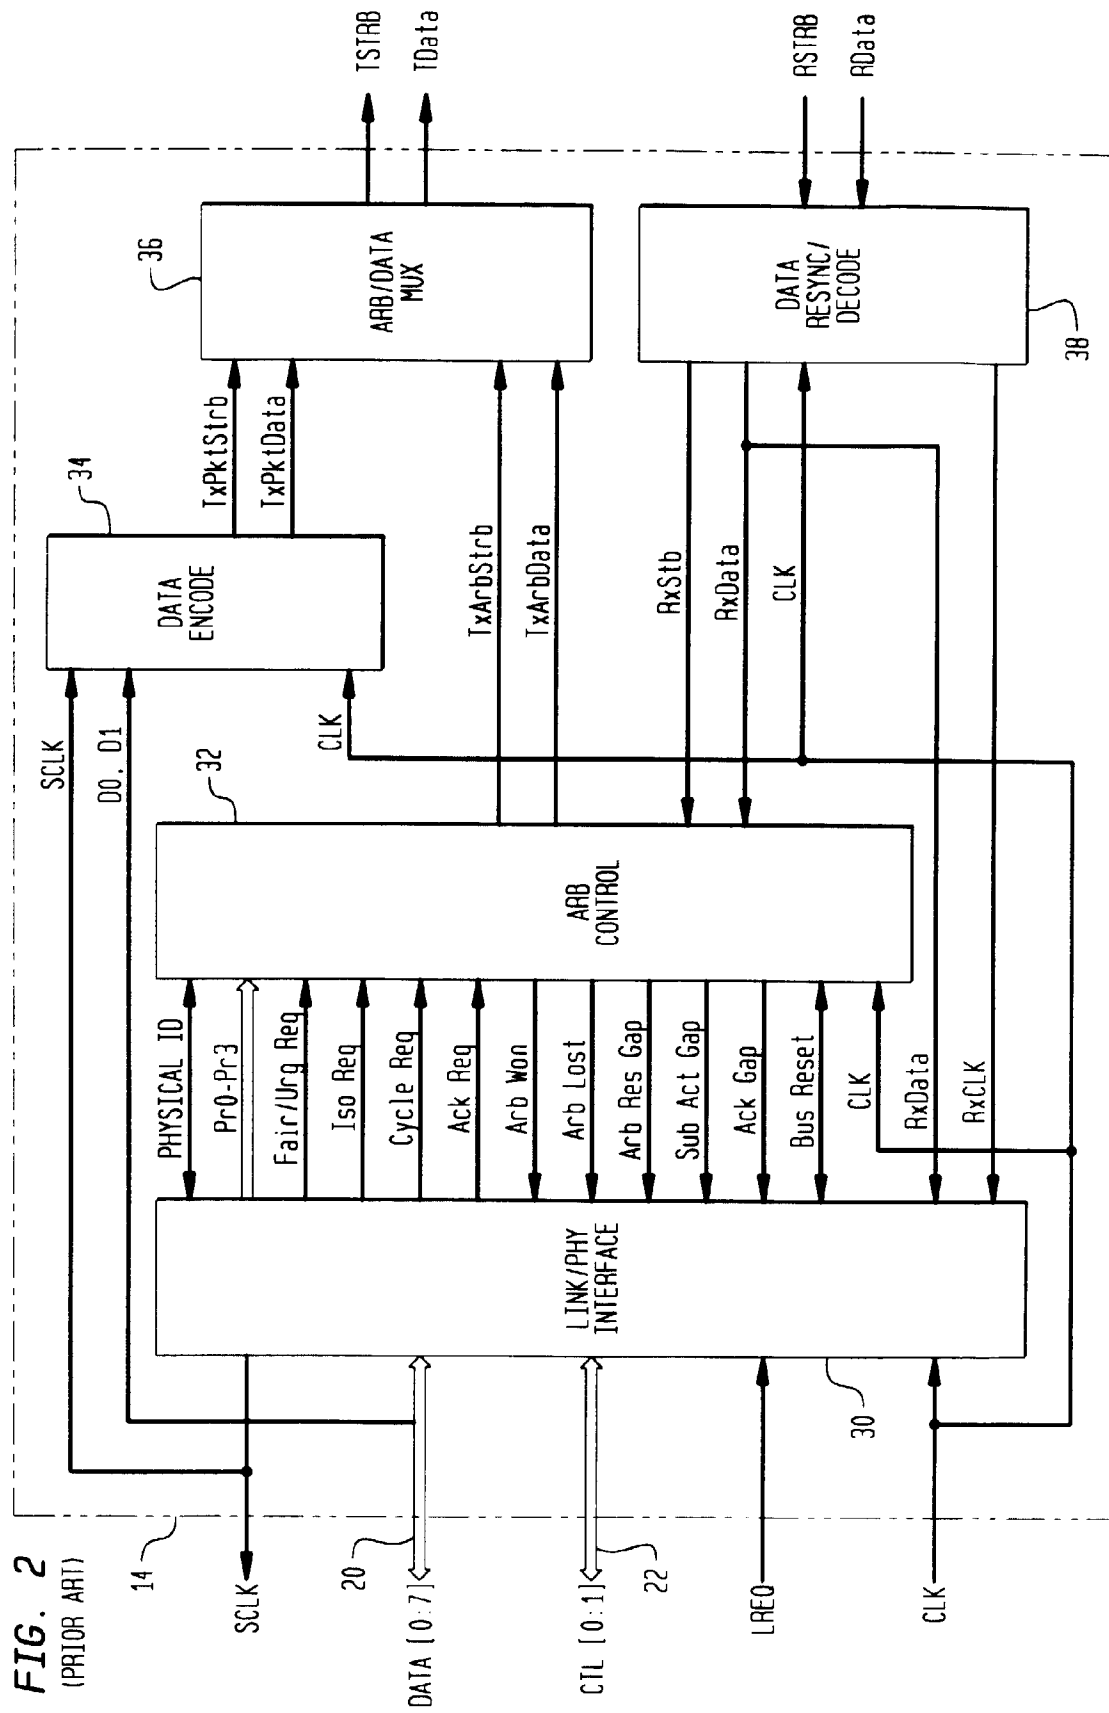 FIG. 2
(PRIOR ART)
14
SCLK
20
DATA [0:7]
CTL [0:1]
22
LREQ
CLK
30
LINK/PHY
INTERFACE
PHYSICAL ID
Pr0-Pr3
Fair/Urg Req
Iso Req
Cycle Req
Ack Req
Arb Won
Arb Lost
Arb Res Gap
Sub Act Gap
Ack Gap
Bus Reset
CLK
RxData
RxCLK
32
ARB
CONTROL
SCLK
D0, D1
CLK
34
DATA
ENCODE
TxPktStrb
TxPktData
TxArbStrb
TxArbData
RxStb
RxData
CLK
36
ARB/DATA
MUX
DATA
RESYNC/
DECODE
38
TSTRB
TData
RSTRB
RData